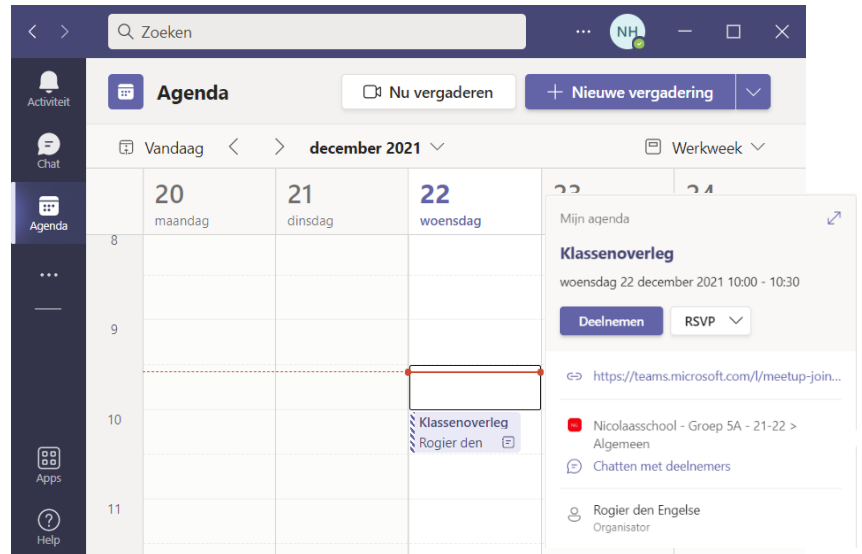 Zoeken
NH
Activiteit
Chat
Agenda
Apps
Help
Agenda
Nu vergaderen
Nieuwe vergadering
Vandaag
december 2021
Werkweek
20
maandag
21
dinsdag
22
woensdag
23
24
8
9
10
11
Klassenoverleg
Rogier den
Mijn agenda
Klassenoverleg
woensdag 22 december 2021 10:00 - 10:30
Deelnemen
RSVP
https://teams.microsoft.com/l/meetup-join...
Nicolaasschool - Groep 5A - 21-22 >
Algemeen
Chatten met deelnemers
Rogier den Engelse
Organisator